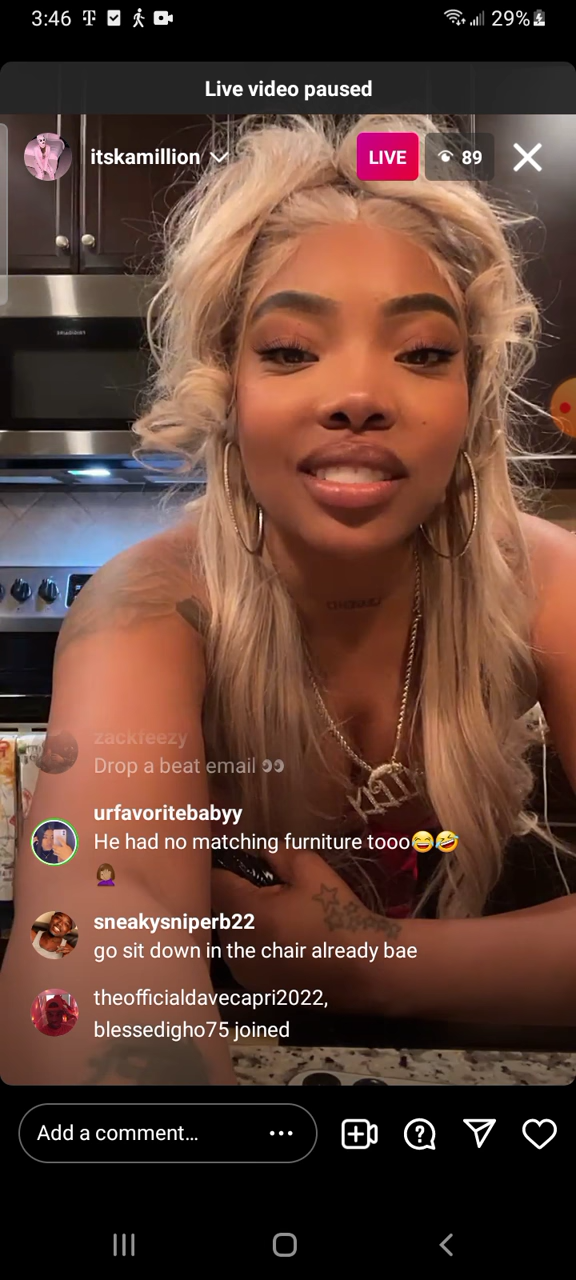 3:46
29%
Live video paused
itskamillion
LIVE
89
zackfeezy
Drop a beat email 👀
urfavoritebabyy
He had no matching furniture tooo😂🤣
🤦🏽‍♀️
sneakysniperb22
go sit down in the chair already bae
theofficialdavecapri2022,
blessedigho75 joined
Add a comment...